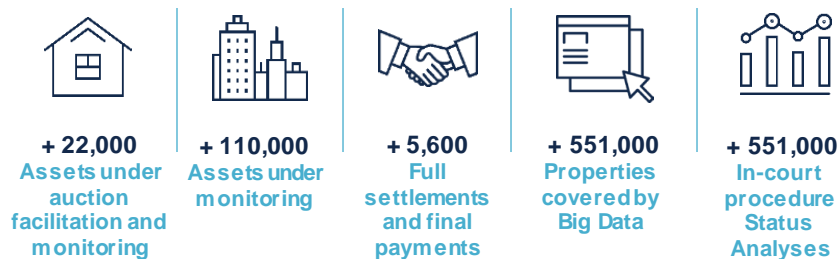 + 22,000
Assets under
auction
facilitation and
monitoring
+ 110,000
Assets under
monitoring
+ 5,600
Full
settlements
and final
payments
+ 551,000
Properties
covered by
Big Data
+ 551,000
In-court
procedure
Status
Analyses